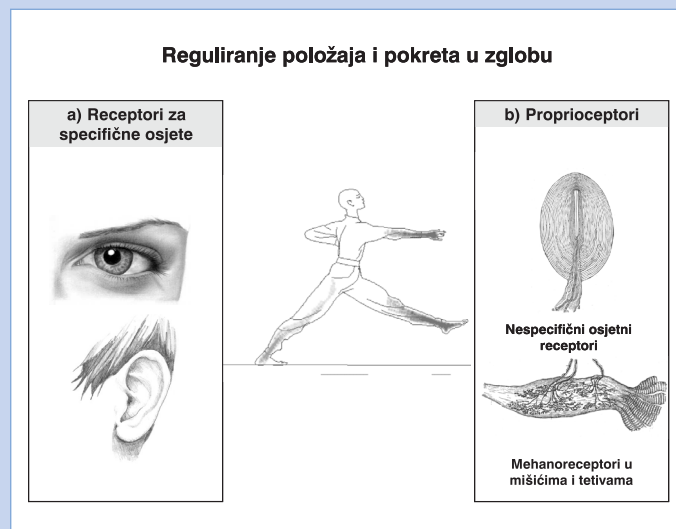 Reguliranje položaja i pokreta u zglobu
a) Receptori za
specifične osjete
b) Proprioceptori
Nespecifični osjetni
receptori
Mehanoreceptori u
mišićima i tetivama